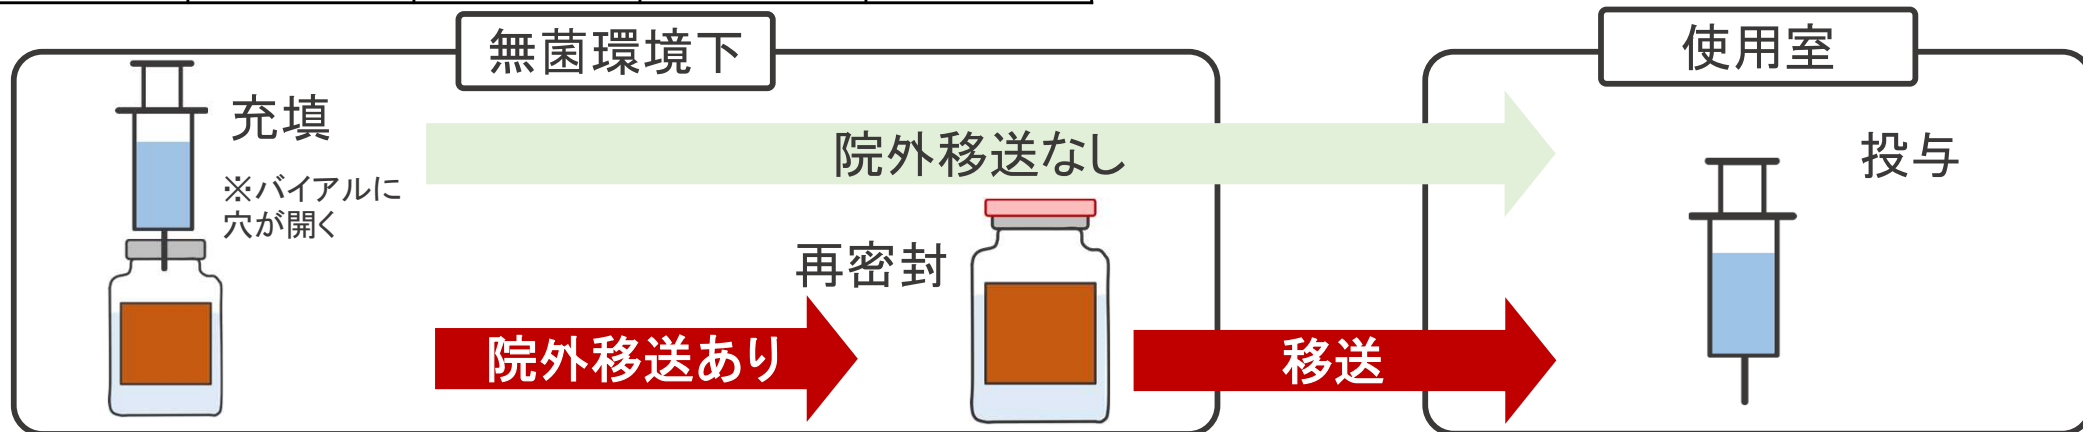 無菌環境下
充填
※バイアルに
穴が開く
院外移送なし
再密封
院外移送あり
移送
使用室
投与